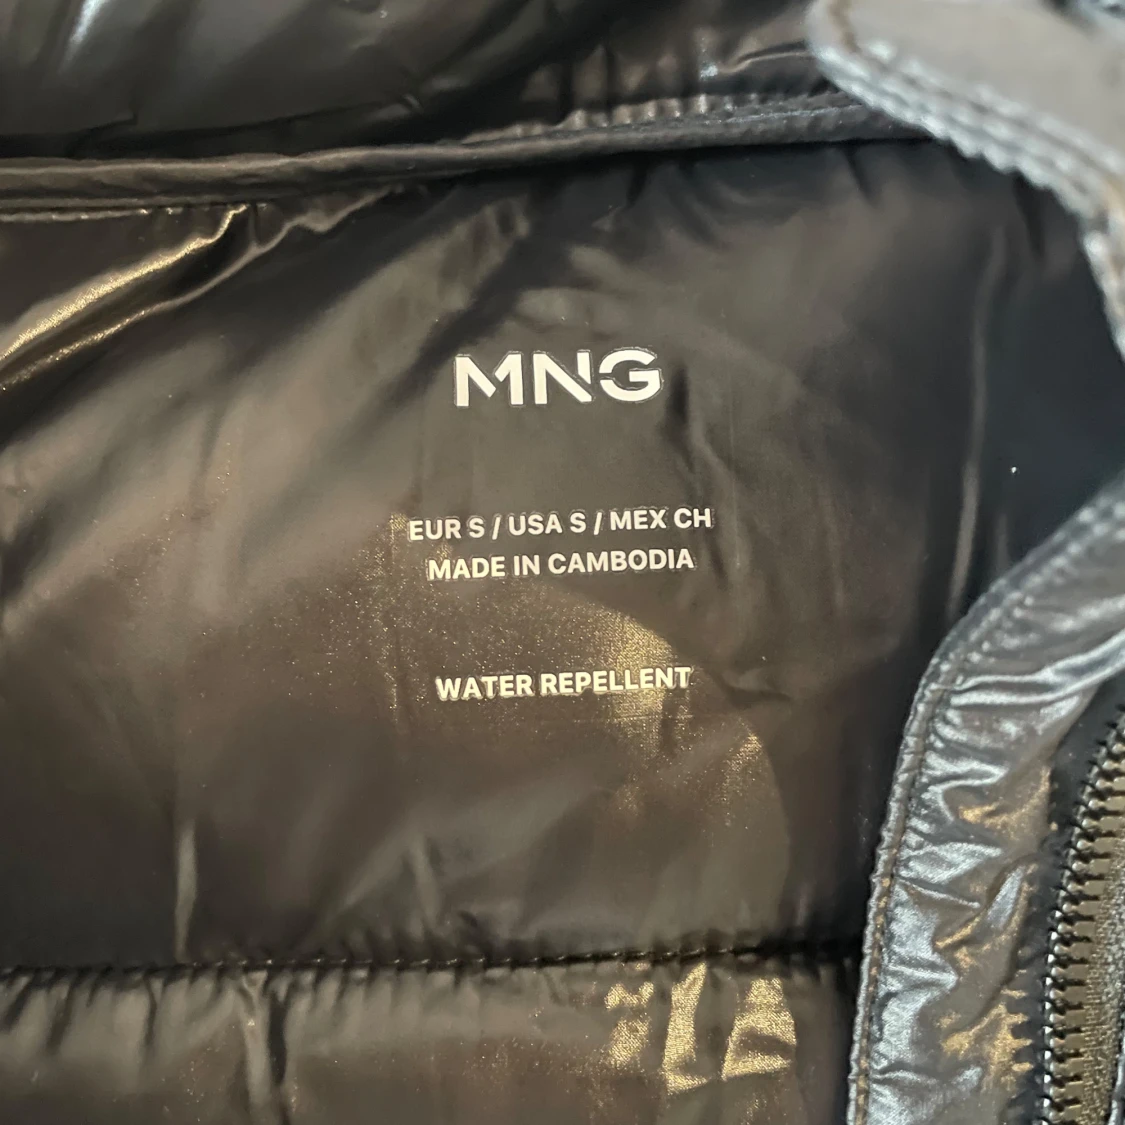 MNG
EUR S / USA S / MEX CH
MADE IN CAMBODIA
WATER REPELLENT